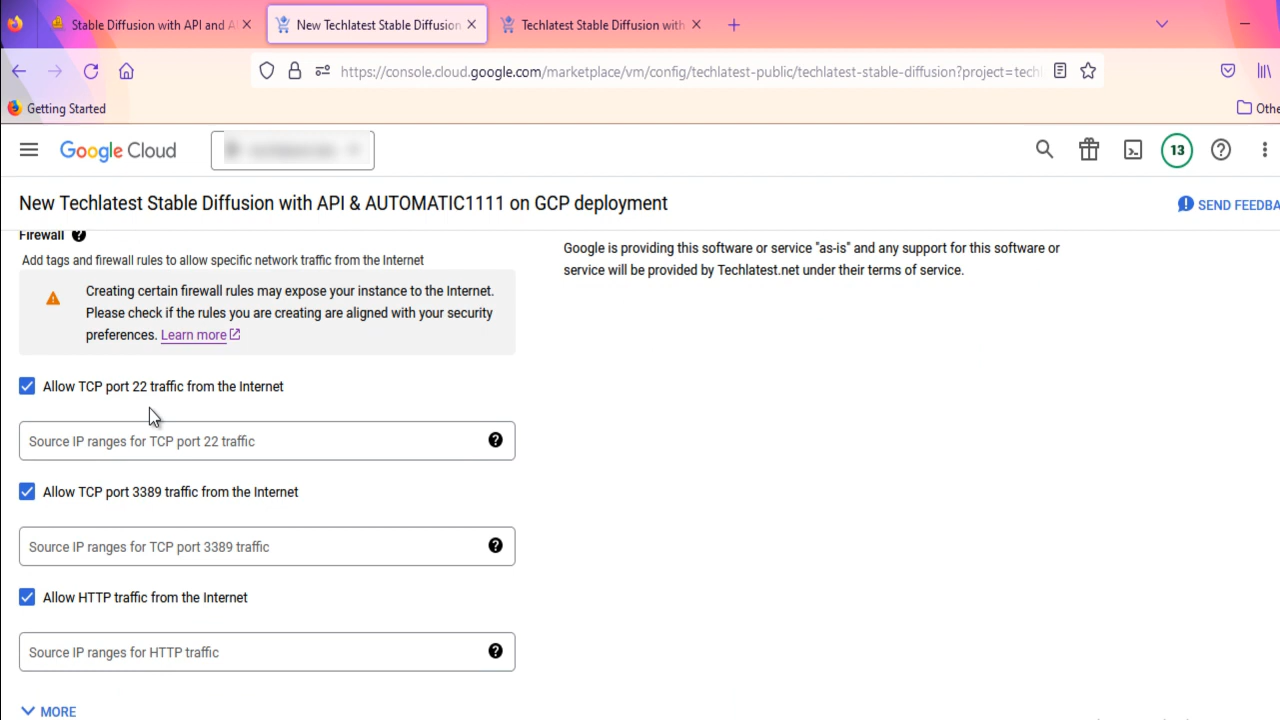 Stable Diffusion with API and A
New Techlatest Stable Diffusion
Techlatest Stable Diffusion with
https://console.cloud.google.com/marketplace/vm/config/techlatest-public/techlatest-stable-diffusion?project=tech
Getting Started
Othe
Google Cloud
13
New Techlatest Stable Diffusion with API & AUTOMATIC1111 on GCP deployment
SEND FEEDBA
Firewall
Add tags and firewall rules to allow specific network traffic from the Internet
Creating certain firewall rules may expose your instance to the Internet.
Please check if the rules you are creating are aligned with your security
preferences. Learn more
Allow TCP port 22 traffic from the Internet
Source IP ranges for TCP port 22 traffic
Allow TCP port 3389 traffic from the Internet
Source IP ranges for TCP port 3389 traffic
Allow HTTP traffic from the Internet
Source IP ranges for HTTP traffic
MORE
Google is providing this software or service "as-is" and any support for this software or
service will be provided by Techlatest.net under their terms of service.